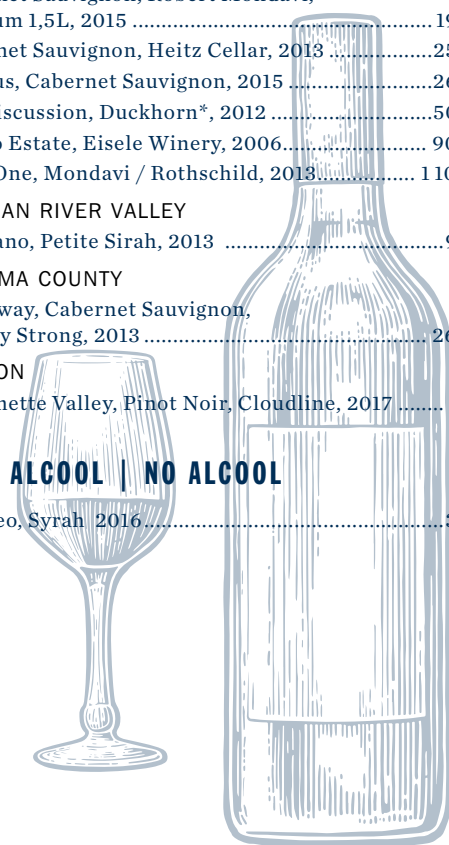 um 1,5L, 2015 ........ 19
net Sauvignon, Heitz Cellar, 2013 ........ 25
us, Cabernet Sauvignon, 2015 ........ 26
iscussion, Duckhorn*, 2012 ........ 50
o Estate, Eisele Winery, 2006........ 90
One, Mondavi / Rothschild, 2013........ 110
AN RIVER VALLEY
ano, Petite Sirah, 2013 ........ 9
MA COUNTY
way, Cabernet Sauvignon,
y Strong, 2013 ........ 26
ON
nette Valley, Pinot Noir, Cloudline, 2017 ........
ALCOOL | NO ALCOOL
eo, Syrah 2016........ 3